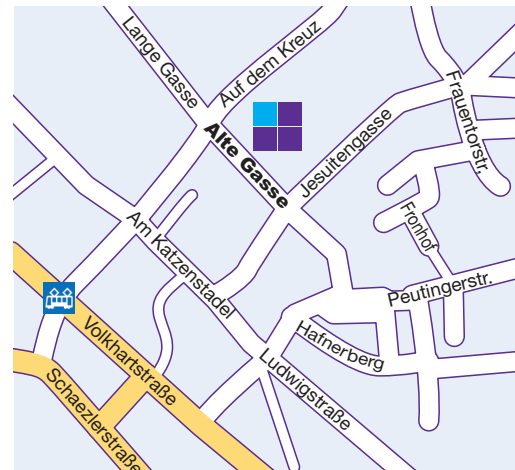 Lange Gasse
Auf dem Kreuz
Frauentorstr.
Alte Gasse
Jesuitengasse
Am Katzenstadel
Fronhof
Peutingerstr.
Volkhartstraße
Hafnerberg
Ludwigstraße
Schaezlerstraße